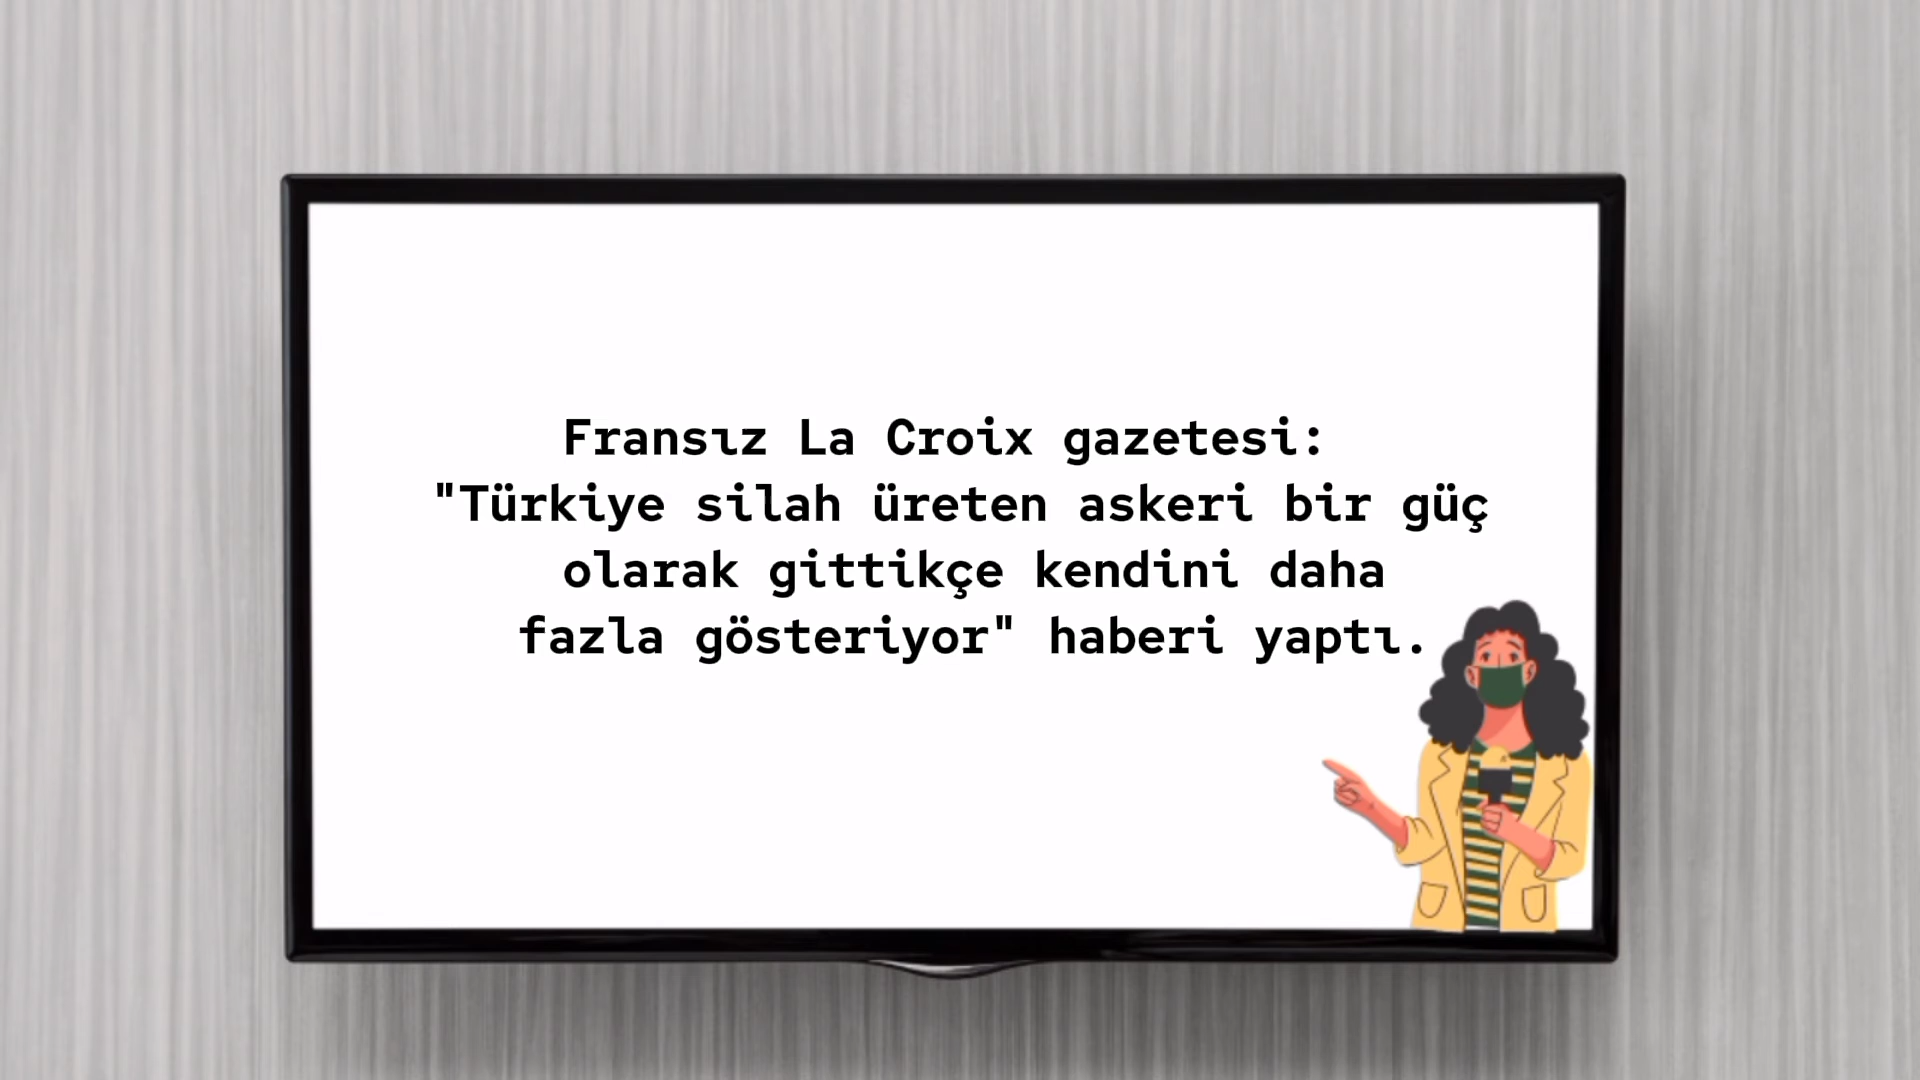 Fransız La Croix gazetesi:
"Türkiye silah üreten askeri bir güç
olarak gittikçe kendini daha
fazla gösteriyor" haberi yaptı.